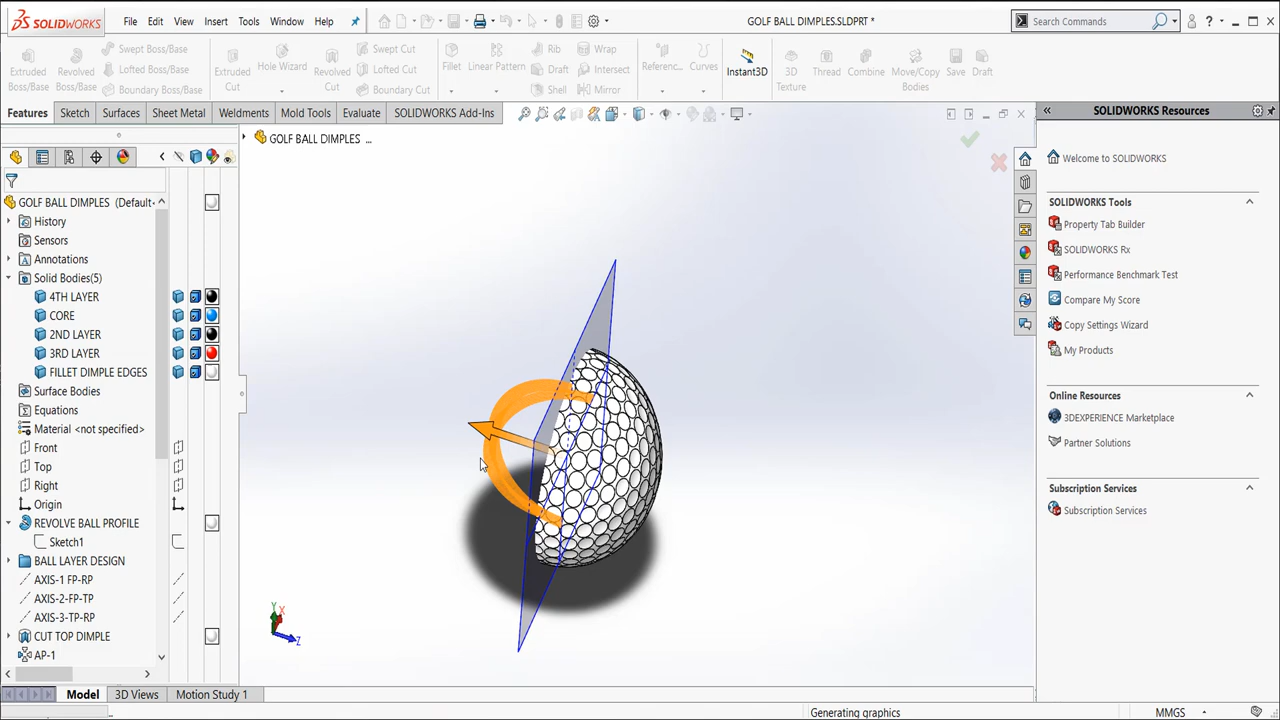 SOLIDWORKS File Edit View Insert Tools Window Help GOLF BALL DIMPLES.SLDPRT * Search Commands
Extruded Boss/Base
Revolved Boss/Base
Swept Boss/Base
Lofted Boss/Base
Boundary Boss/Base
Extruded Cut
Hole Wizard
Revolved Cut
Swept Cut
Lofted Cut
Boundary Cut
Fillet
Linear Pattern
Rib
Draft
Shell
Wrap
Intersect
Mirror
Referenc...
Curves
Instant3D
3D Texture
Thread
Combine
Move/Copy Bodies
Save
Draft
Features Sketch Surfaces Sheet Metal Weldments Mold Tools Evaluate SOLIDWORKS Add-Ins
GOLF BALL DIMPLES ...
GOLF BALL DIMPLES (Default
History
Sensors
Annotations
Solid Bodies(5)
4TH LAYER
CORE
2ND LAYER
3RD LAYER
FILLET DIMPLE EDGES
Surface Bodies
Equations
Material <not specified>
Front
Top
Right
Origin
REVOLVE BALL PROFILE
Sketch1
BALL LAYER DESIGN
AXIS-1 FP-RP
AXIS-2-FP-TP
AXIS-3-TP-RP
CUT TOP DIMPLE
AP-1
Y X
Z
SOLIDWORKS Resources
Welcome to SOLIDWORKS
SOLIDWORKS Tools
Property Tab Builder
SOLIDWORKS Rx
Performance Benchmark Test
Compare My Score
Copy Settings Wizard
My Products
Online Resources
3DEXPERIENCE Marketplace
Partner Solutions
Subscription Services
Subscription Services
Model 3D Views Motion Study 1
Generating graphics MMGS